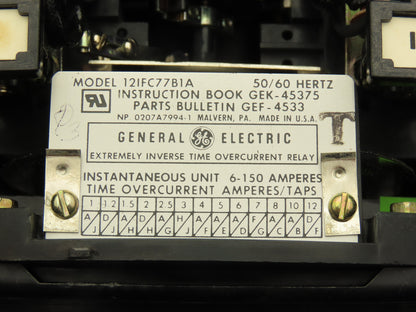 MODEL 12IFC77B1A 50/60 HERTZ
INSTRUCTION BOOK GEK-45375
PARTS BULLETIN GEF-4533
NP 0207A7994-1 MALVERN, PA. MADE IN U.S.A.
T
GENERAL GE ELECTRIC
EXTREMELY INVERSE TIME OVERCURRENT RELAY
INSTANTANEOUS UNIT 6-150 AMPERES
TIME OVERCURRENT AMPERES/TAPS
1 1.2 1.5 2 2.5 3 4 5 6 7 8 10 12